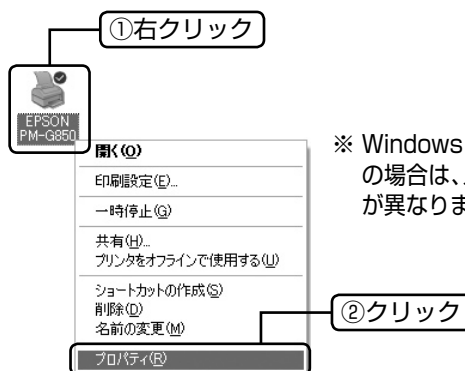 ①右クリック
EPSON
PM-G850
開く(O)
印刷設定(E)...
一時停止(G)
共有(H)...
プリンタをオフラインで使用する(U)
ショートカットの作成(S)
削除(D)
名前の変更(M)
プロパティ(R)
※ Windows
の場合は、
が異なりま
②クリック